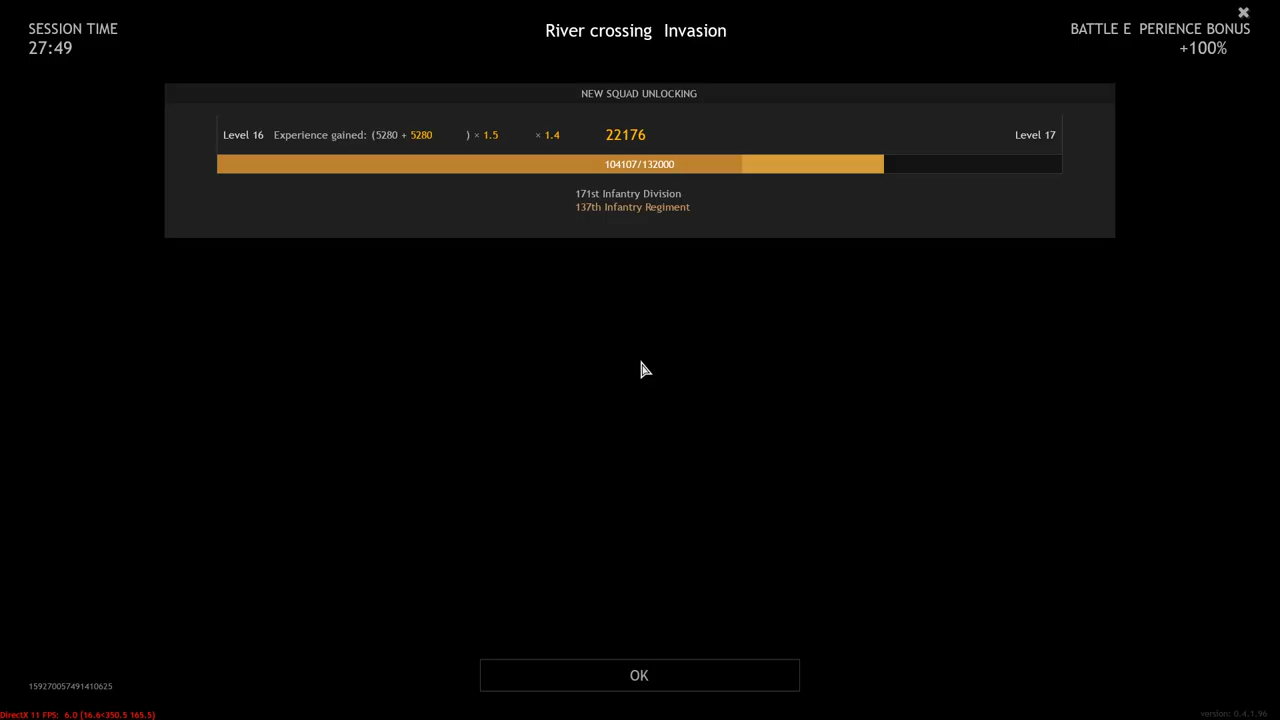 SESSION TIME
27:49
River crossing Invasion
BATTLE E PERIENCE BONUS
+100%
NEW SQUAD UNLOCKING
Level 16 Experience gained: (5280 + 5280 ) × 1.5 × 1.4 22176 Level 17
104107/132000
171st Infantry Division
137th Infantry Regiment
OK
159270057491410625
DirectX 11 FPS: 6.0 (16.6<350.5 165.5)
version: 0.4.1.96